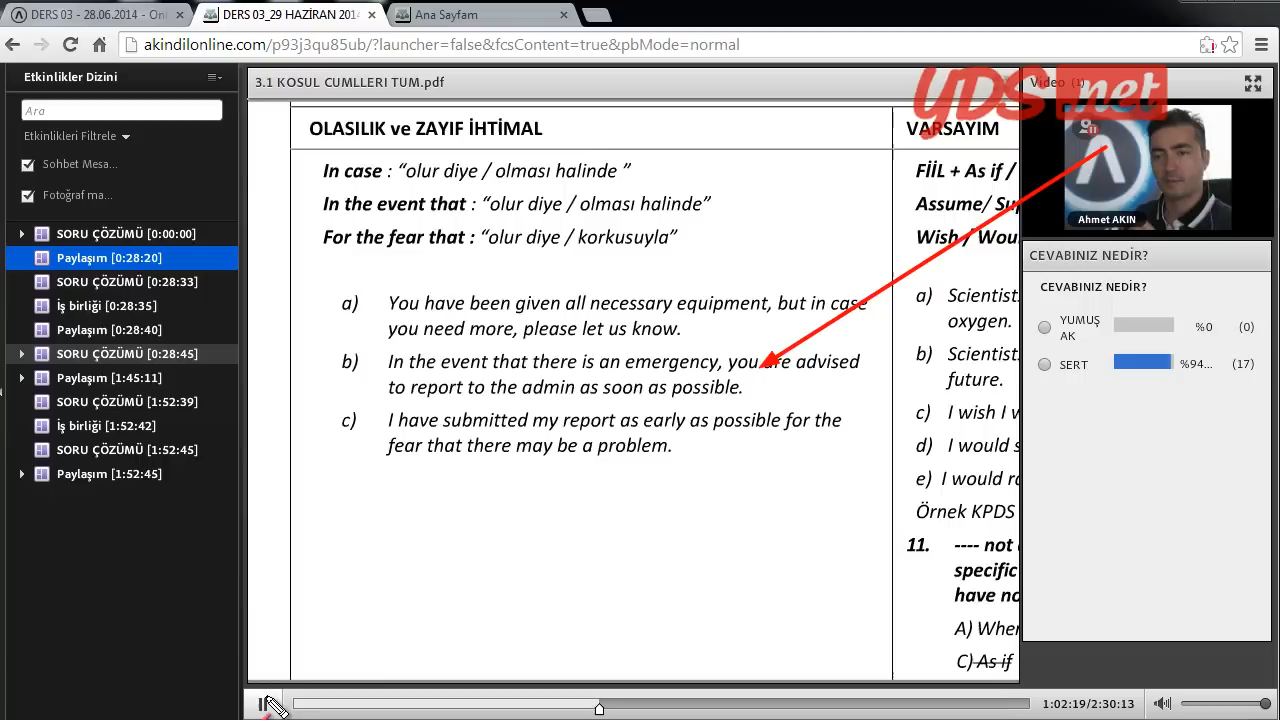 DERS 03 - 28.06.2014 - Onl
DERS 03_29 HAZİRAN 2014
Ana Sayfam
akindilonline.com/p93j3qu85ub/?launcher=false&fcsContent=true&pbMode=normal
Etkinlikler Dizini
Ara
Etkinlikleri Filtrele
Sohbet Mesa...
Fotoğraf ma...
SORU ÇÖZÜMÜ [0:00:00]
Paylaşım [0:28:20]
SORU ÇÖZÜMÜ [0:28:33]
İş birliği [0:28:35]
Paylaşım [0:28:40]
SORU ÇÖZÜMÜ [0:28:45]
Paylaşım [1:45:11]
SORU ÇÖZÜMÜ [1:52:39]
İş birliği [1:52:42]
SORU ÇÖZÜMÜ [1:52:45]
Paylaşım [1:52:45]
3.1 KOSUL CUMLLERI TUM.pdf
OLASILIK ve ZAYIF İHTİMAL
In case : “olur diye / olması halinde ”
In the event that : “olur diye / olması halinde”
For the fear that : “olur diye / korkusuyla”
a) You have been given all necessary equipment, but in case
you need more, please let us know.
b) In the event that there is an emergency, you are advised
to report to the admin as soon as possible.
c) I have submitted my report as early as possible for the
fear that there may be a problem.
VARSAYIM
FİİL + As if /
Assume/ Su
Wish / Wou
a) Scientist
oxygen.
b) Scientist
future.
c) I wish I w
d) I would s
e) I would ra
Örnek KPDS
11. ---- not
specific
have no
A) When
C) As if
Video (1)
YDS.net
Ahmet AKIN
CEVABINIZ NEDİR?
CEVABINIZ NEDİR?
YUMUŞ
AK
%0 (0)
SERT %94... (17)
1:02:19/2:30:13